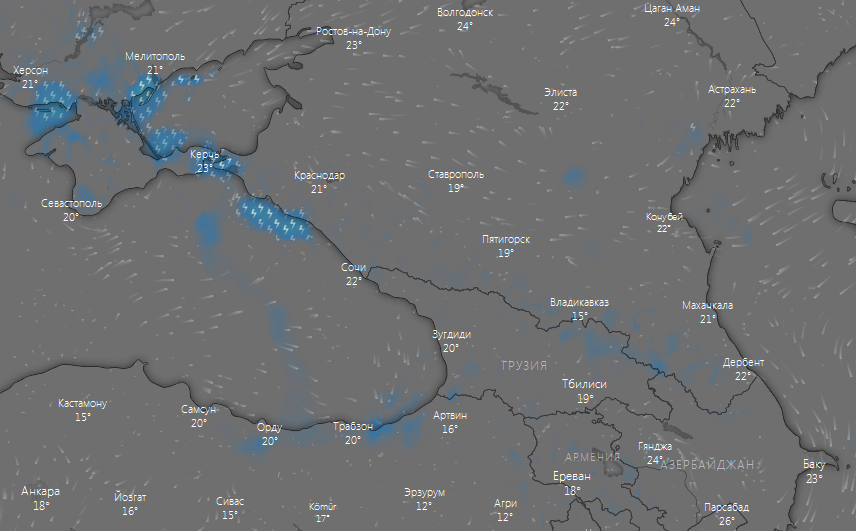 Цаган Аман
24°
Волгодонск
24°
Ростов-на-Дону
23°
Мелитополь
21°
Херсон
21°
Элиста
22°
Астрахань
22°
Керчь
23°
Краснодар
21°
Ставрополь
19°
Севастополь
20°
Конубей
22°
Пятигорск
19°
Сочи
22°
Владикавказ
15°
Махачкала
21°
Зугдиди
20°
ГРУЗИЯ
Дербент
22°
Тбилиси
19°
Кастамону
15°
Самсун
20°
Орду
20°
Трабзон
20°
Артвин
16°
Гянджа
24°
АРМЕНИЯ
АЗЕРБАЙДЖАН
Баку
23°
Ереван
18°
Анкара
18°
Йозгат
16°
Сивас
15°
Kömür
17°
Эрзурум
12°
Агри
12°
Парсабад
26°